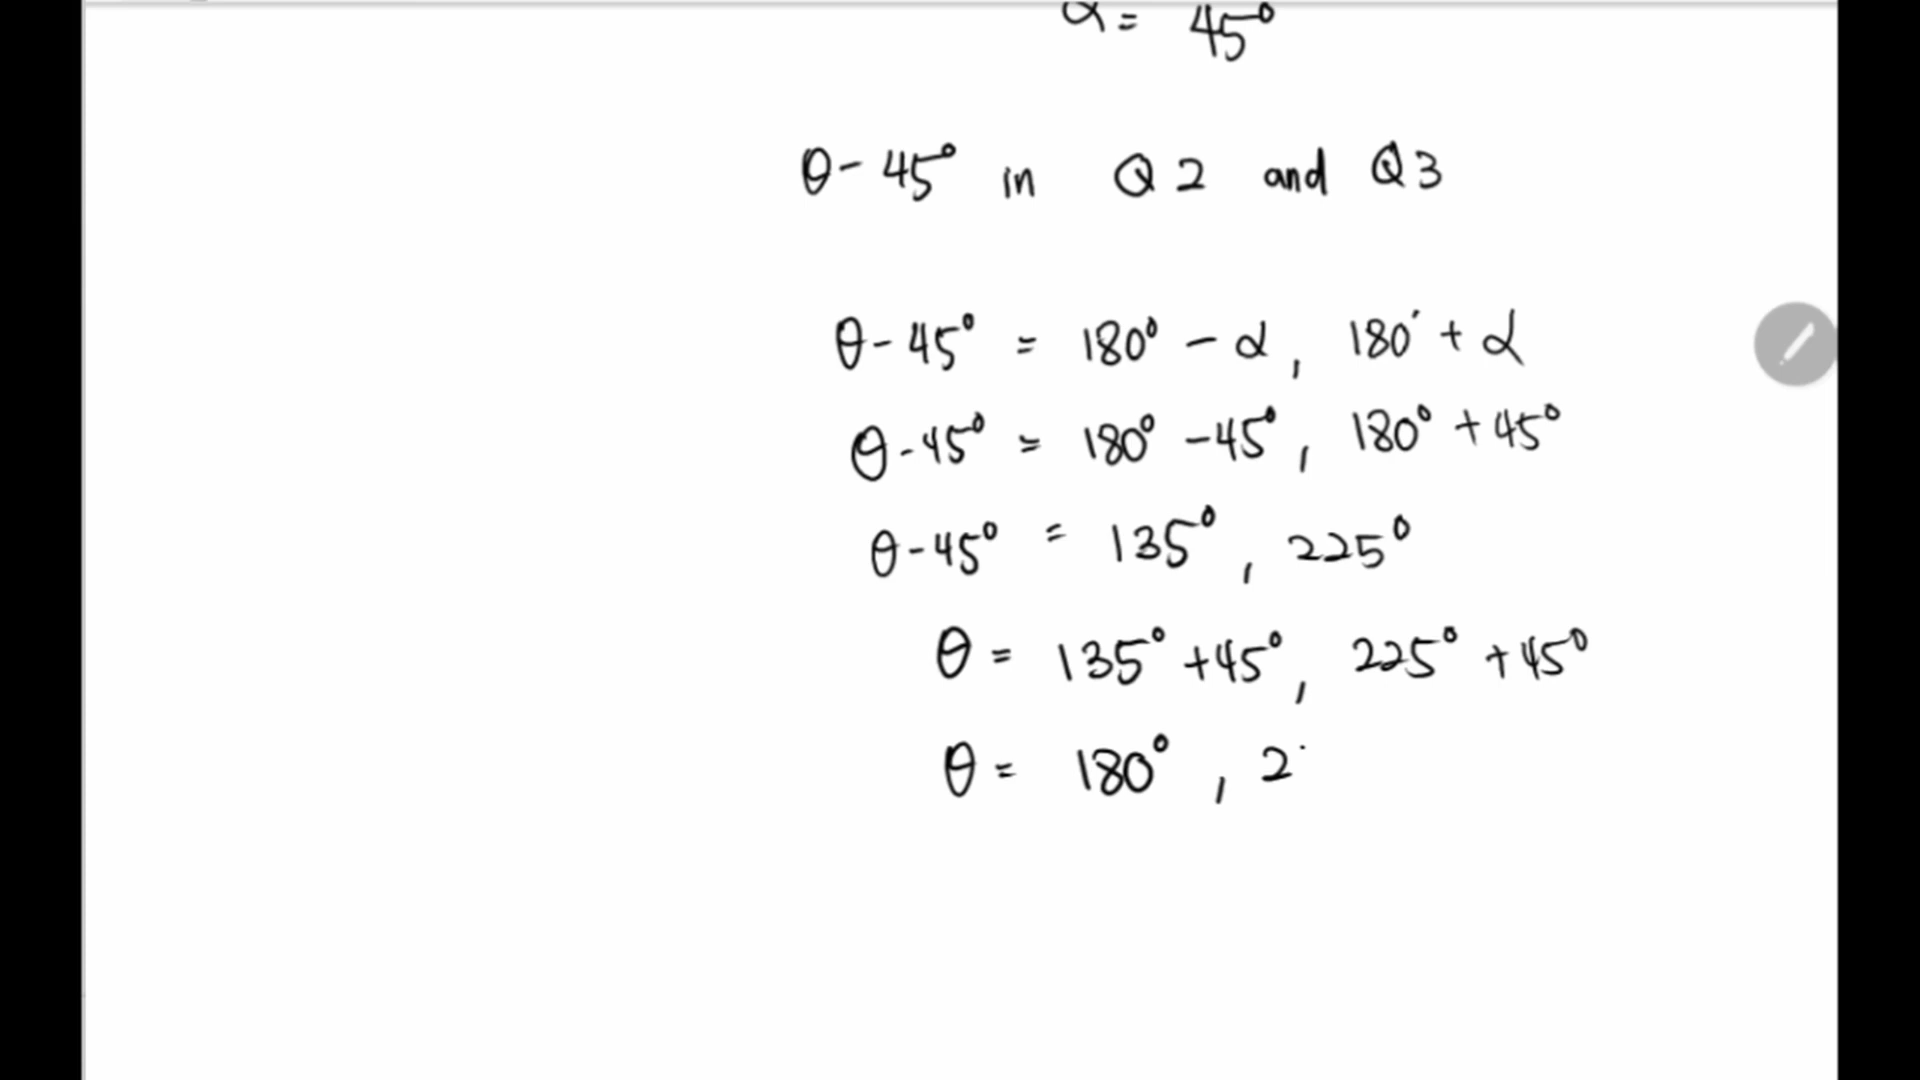 α = 45°
θ - 45° in Q2 and Q3
θ - 45° = 180° - α, 180° + α
θ - 45° = 180° - 45°, 180° + 45°
θ - 45° = 135°, 225°
θ = 135° + 45°, 225° + 45°
θ = 180°, 2